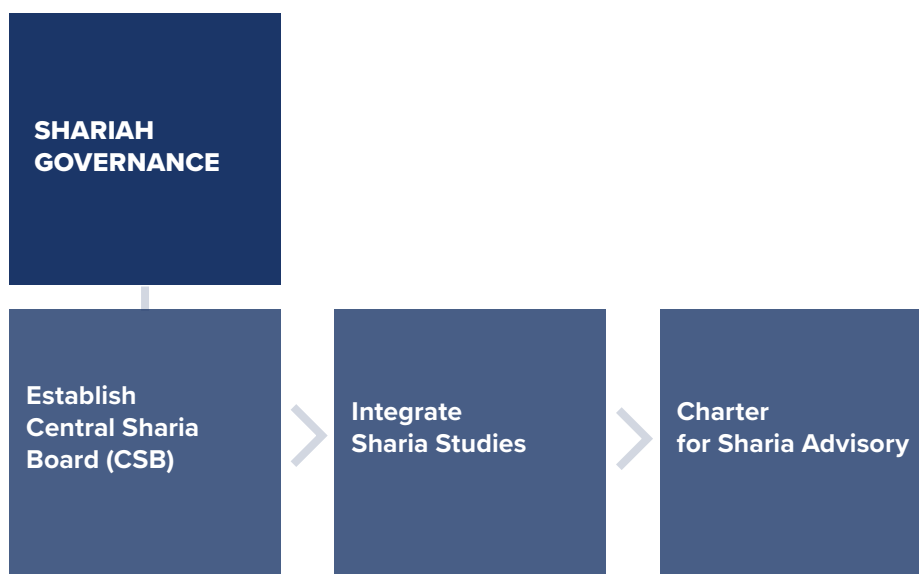 SHARIAH
GOVERNANCE
Establish
Central Sharia
Board (CSB)
Integrate
Sharia Studies
Charter
for Sharia Advisory